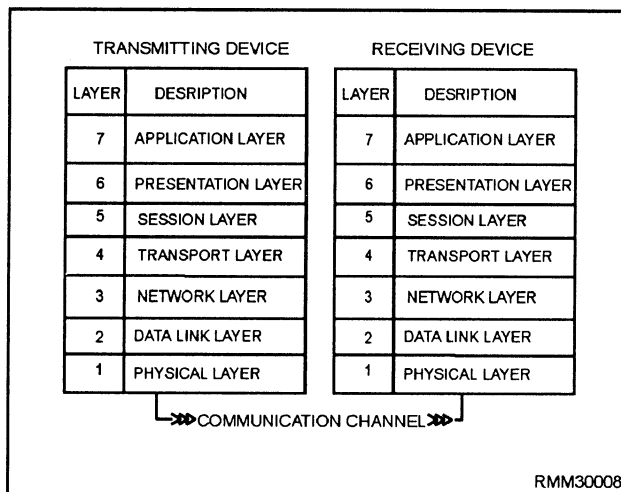 TRANSMITTING DEVICE
LAYER DESRIPTION
7 APPLICATION LAYER
6 PRESENTATION LAYER
5 SESSION LAYER
4 TRANSPORT LAYER
3 NETWORK LAYER
2 DATA LINK LAYER
1 PHYSICAL LAYER
RECEIVING DEVICE
LAYER DESRIPTION
7 APPLICATION LAYER
6 PRESENTATION LAYER
5 SESSION LAYER
4 TRANSPORT LAYER
3 NETWORK LAYER
2 DATA LINK LAYER
1 PHYSICAL LAYER
COMMUNICATION CHANNEL
RMM30008